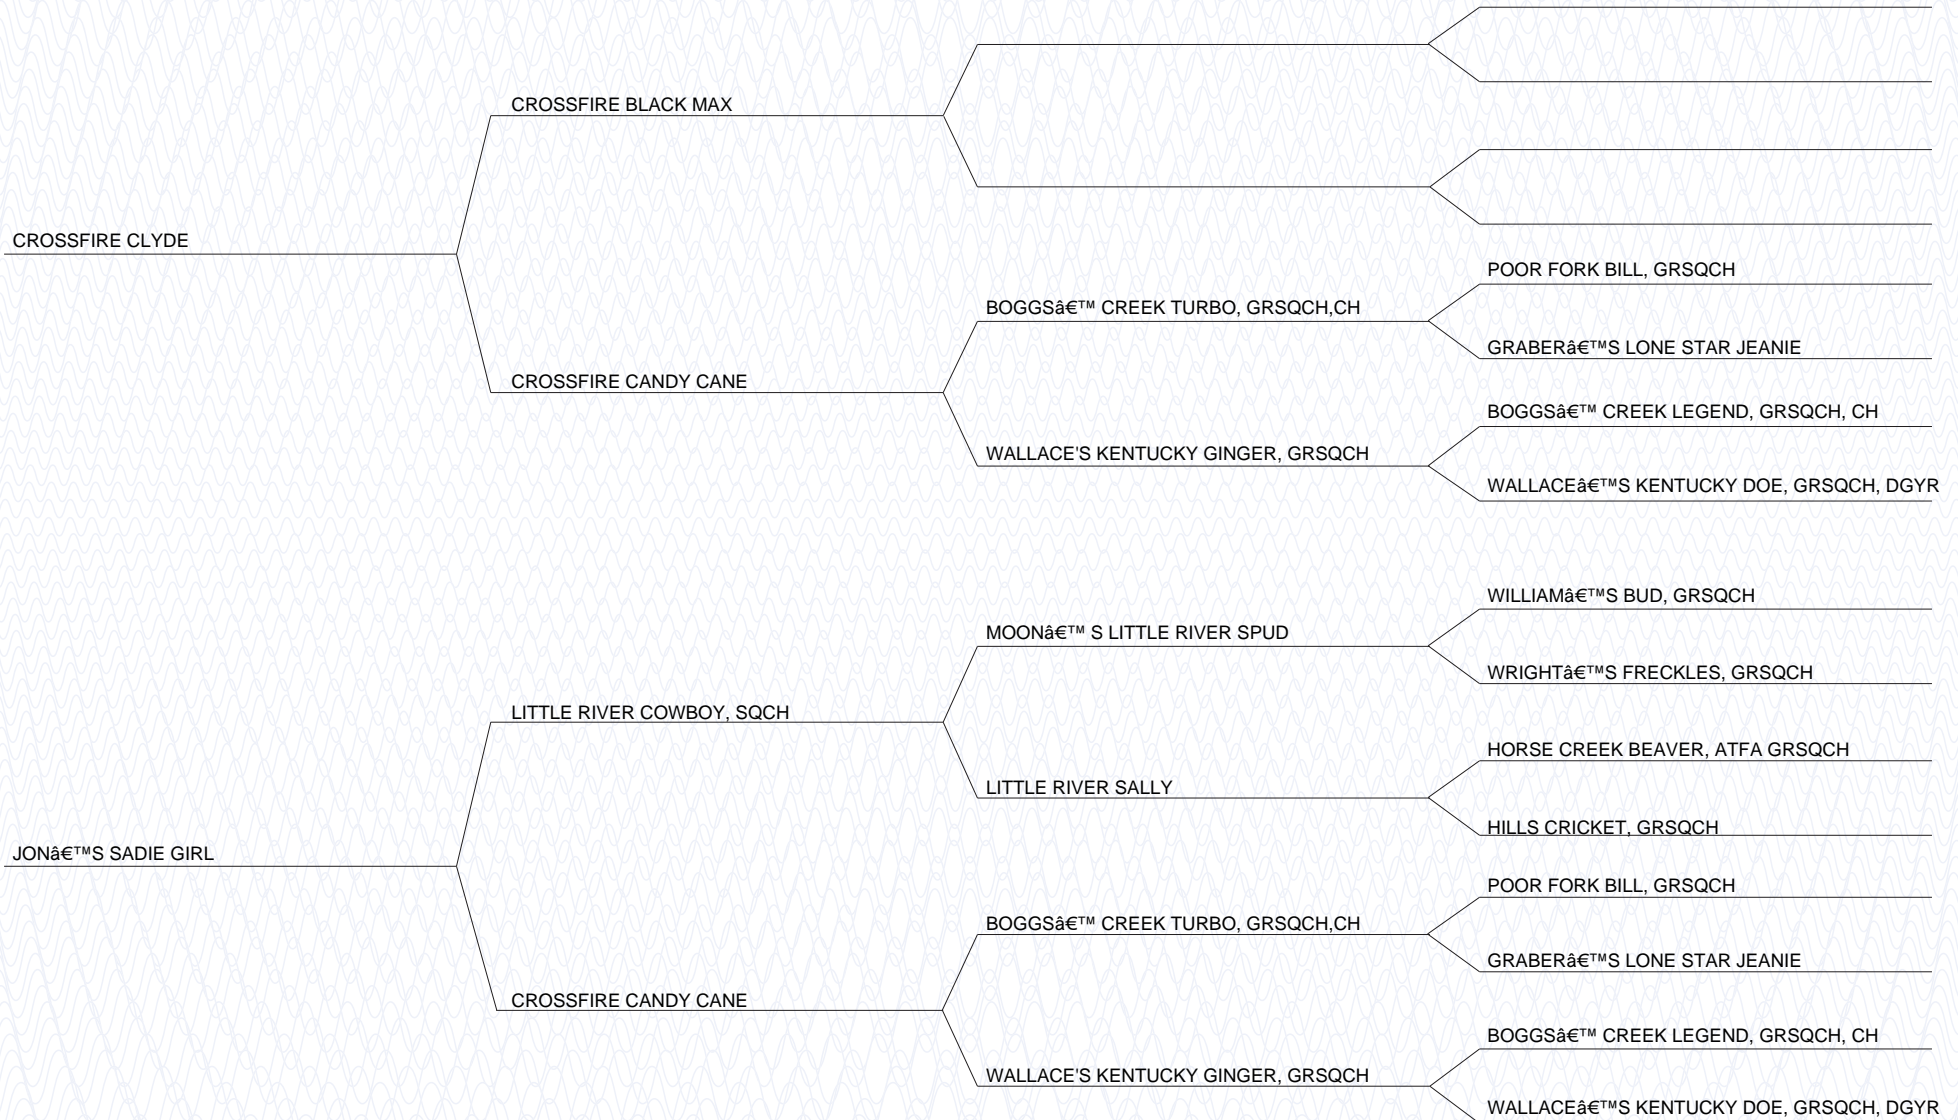 CROSSFIRE BLACK MAX
CROSSFIRE CLYDE
POOR FORK BILL, GRSQCH
BOGGSâ€™ CREEK TURBO, GRSQCH,CH
GRABERâ€™S LONE STAR JEANIE
CROSSFIRE CANDY CANE
BOGGSâ€™ CREEK LEGEND, GRSQCH, CH
WALLACE'S KENTUCKY GINGER, GRSQCH
WALLACEâ€™S KENTUCKY DOE, GRSQCH, DGYR
WILLIAMâ€™S BUD, GRSQCH
MOONâ€™ S LITTLE RIVER SPUD
WRIGHTâ€™S FRECKLES, GRSQCH
LITTLE RIVER COWBOY, SQCH
HORSE CREEK BEAVER, ATFA GRSQCH
LITTLE RIVER SALLY
HILLS CRICKET, GRSQCH
JONâ€™S SADIE GIRL
POOR FORK BILL, GRSQCH
BOGGSâ€™ CREEK TURBO, GRSQCH,CH
GRABERâ€™S LONE STAR JEANIE
CROSSFIRE CANDY CANE
BOGGSâ€™ CREEK LEGEND, GRSQCH, CH
WALLACE'S KENTUCKY GINGER, GRSQCH
WALLACEâ€™S KENTUCKY DOE, GRSQCH, DGYR